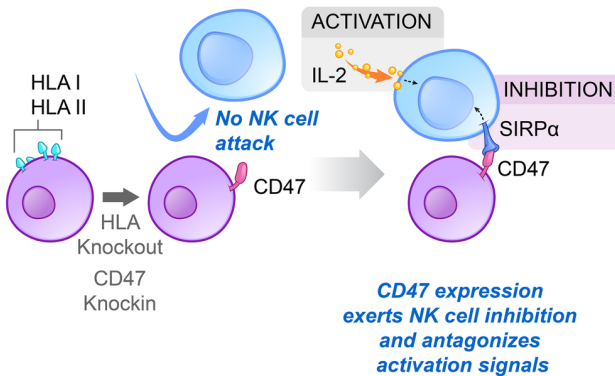 HLA I
HLA II
HLA
Knockout
CD47
Knockin
No NK cell
attack
CD47
ACTIVATION
IL-2
INHIBITION
SIRPα
CD47
CD47 expression
exerts NK cell inhibition
and antagonizes
activation signals